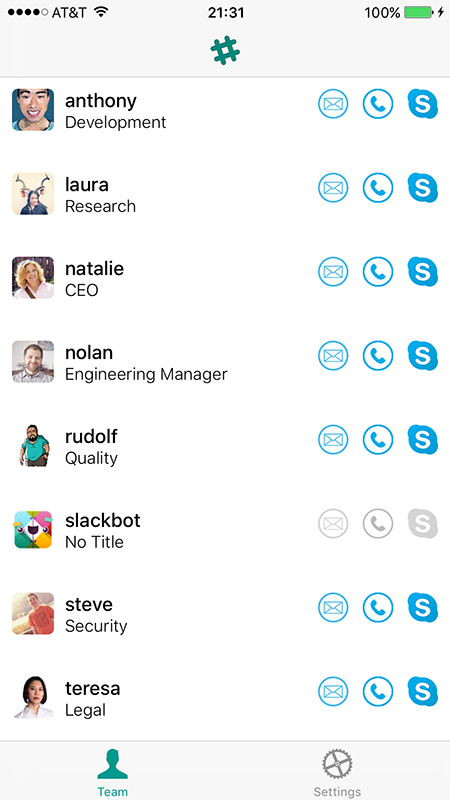 AT&T 21:31 100%
anthony
Development
laura
Research
natalie
CEO
nolan
Engineering Manager
rudolf
Quality
slackbot
No Title
steve
Security
teresa
Legal
Team Settings